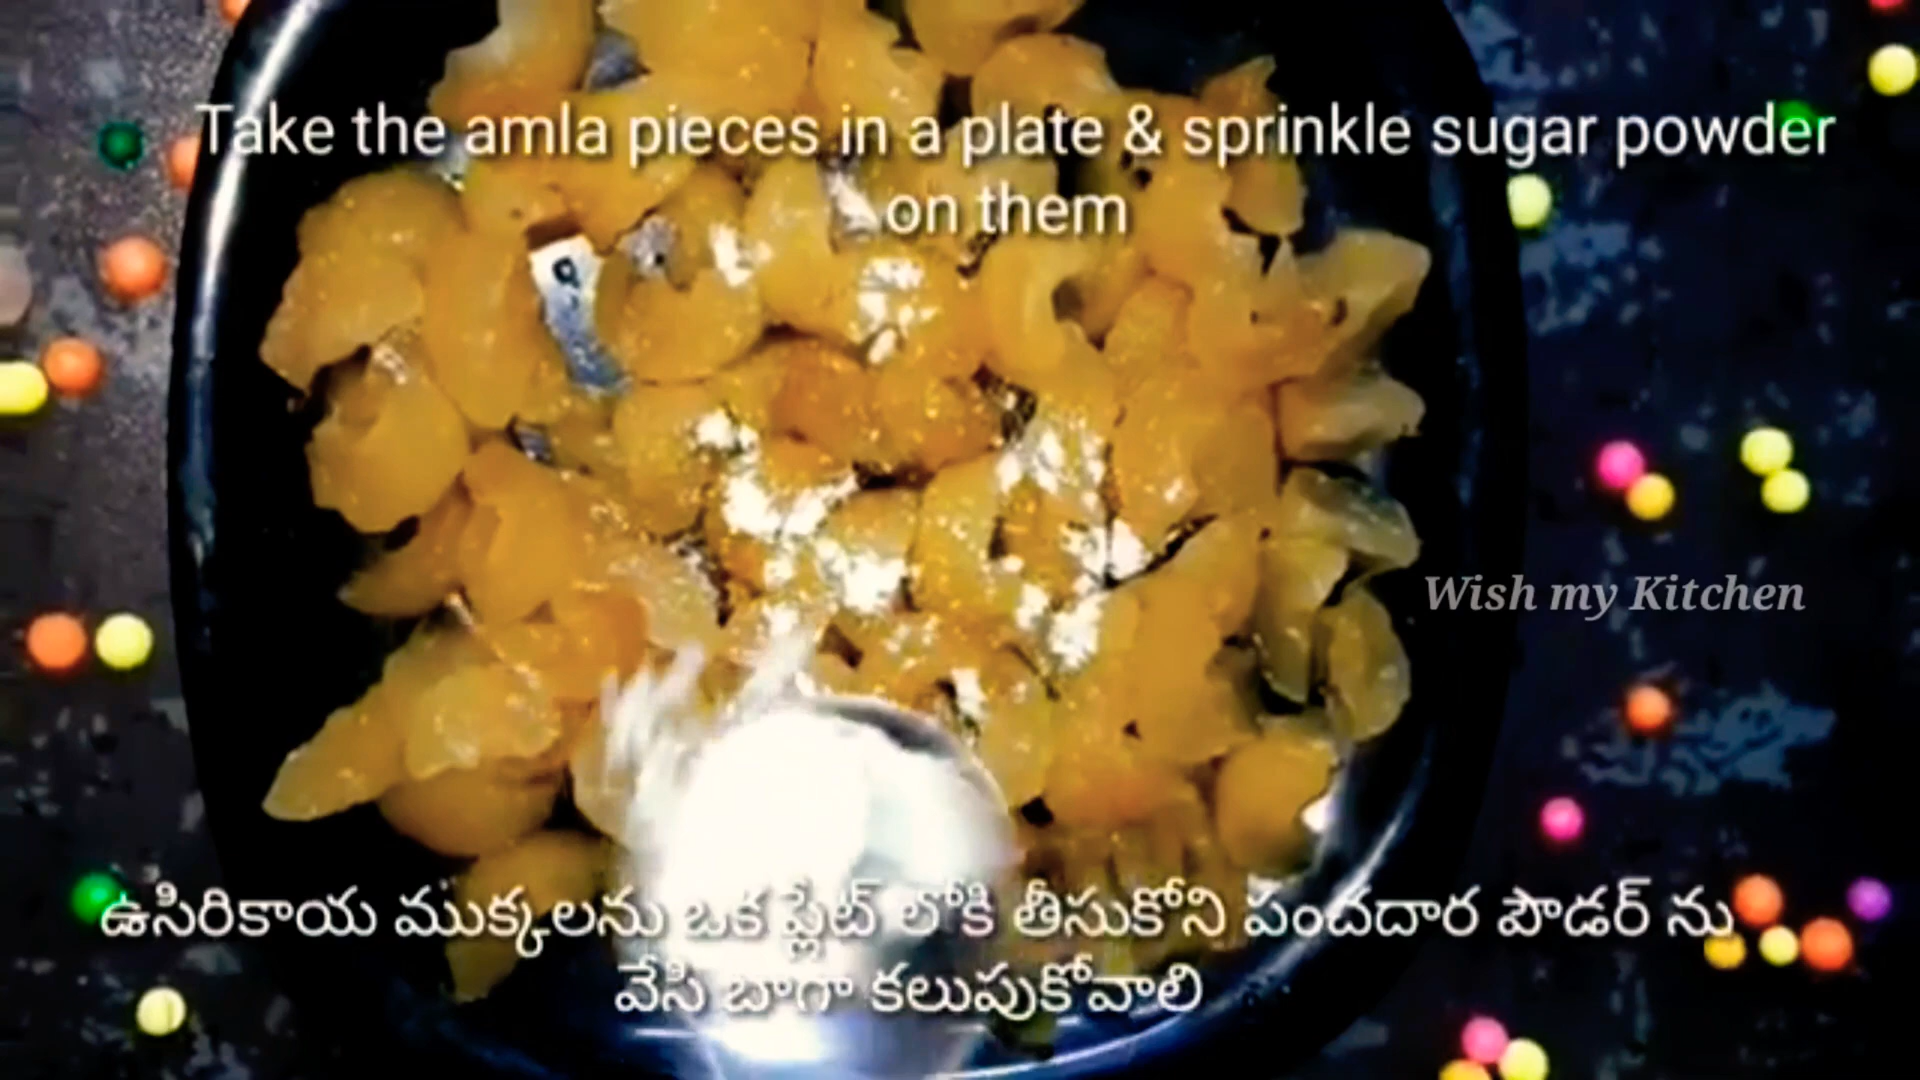 Take the amla pieces in a plate & sprinkle sugar powder
on them
Wish my Kitchen
ఉసిరికాయ ముక్కలను ఒక ప్లేట్ లోకి తీసుకోని పంచదార పౌడర్ ను
వేసి బాగా కలుపుకోవాలి